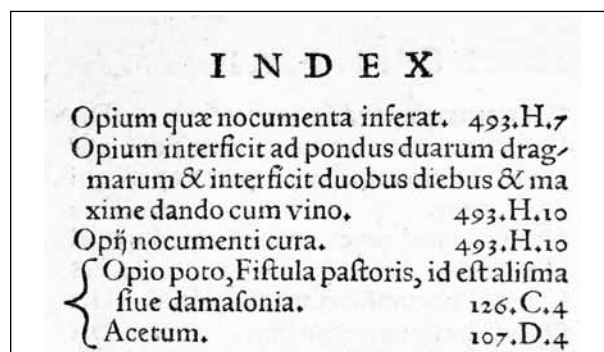 INDEX
Opium quæ nocumenta inferat. 493.H.7
Opium interficit ad pondus duarum drag-
marum & interficit duobus diebus & ma
xime dando cum vino. 493.H.10
Opij nocumenti cura. 493.H.10
Opio poto, Fiſtula paſtoris, id eſt aliſma
ſiue damaſonia. 126.C.4
Acetum. 107.D.4